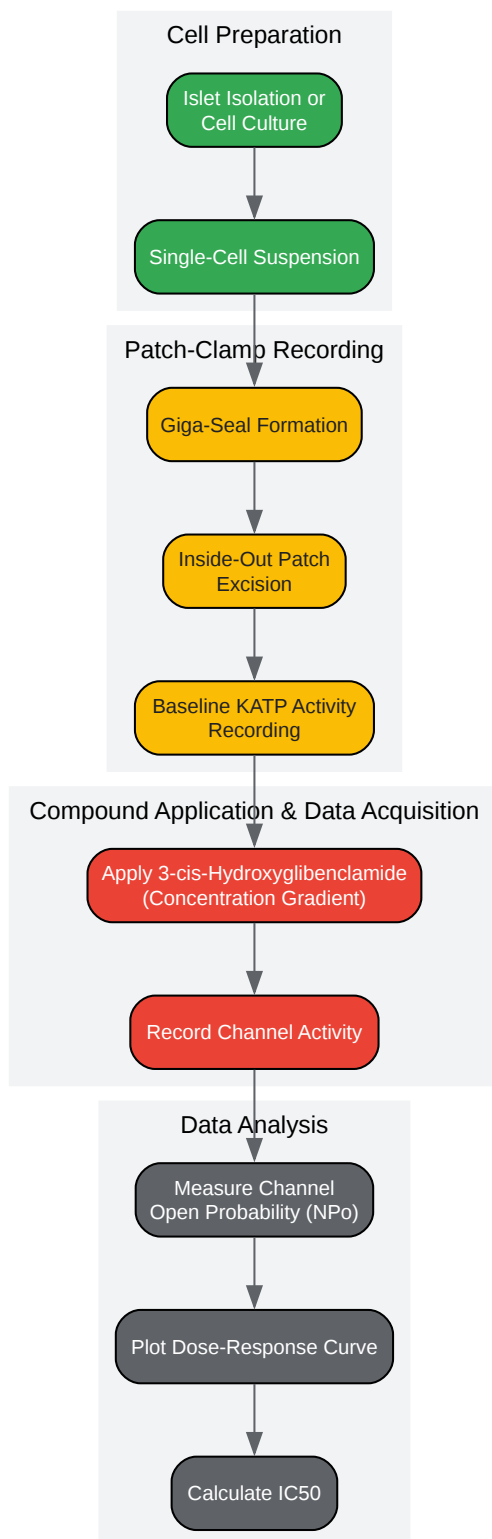 Cell Preparation
Islet Isolation or
Cell Culture
Single-Cell Suspension
Patch-Clamp Recording
Giga-Seal Formation
Inside-Out Patch
Excision
Baseline KATP Activity
Recording
Compound Application & Data Acquisition
Apply 3-cis-Hydroxyglibenclamide
(Concentration Gradient)
Record Channel Activity
Data Analysis
Measure Channel
Open Probability (NPo)
Plot Dose-Response Curve
Calculate IC50